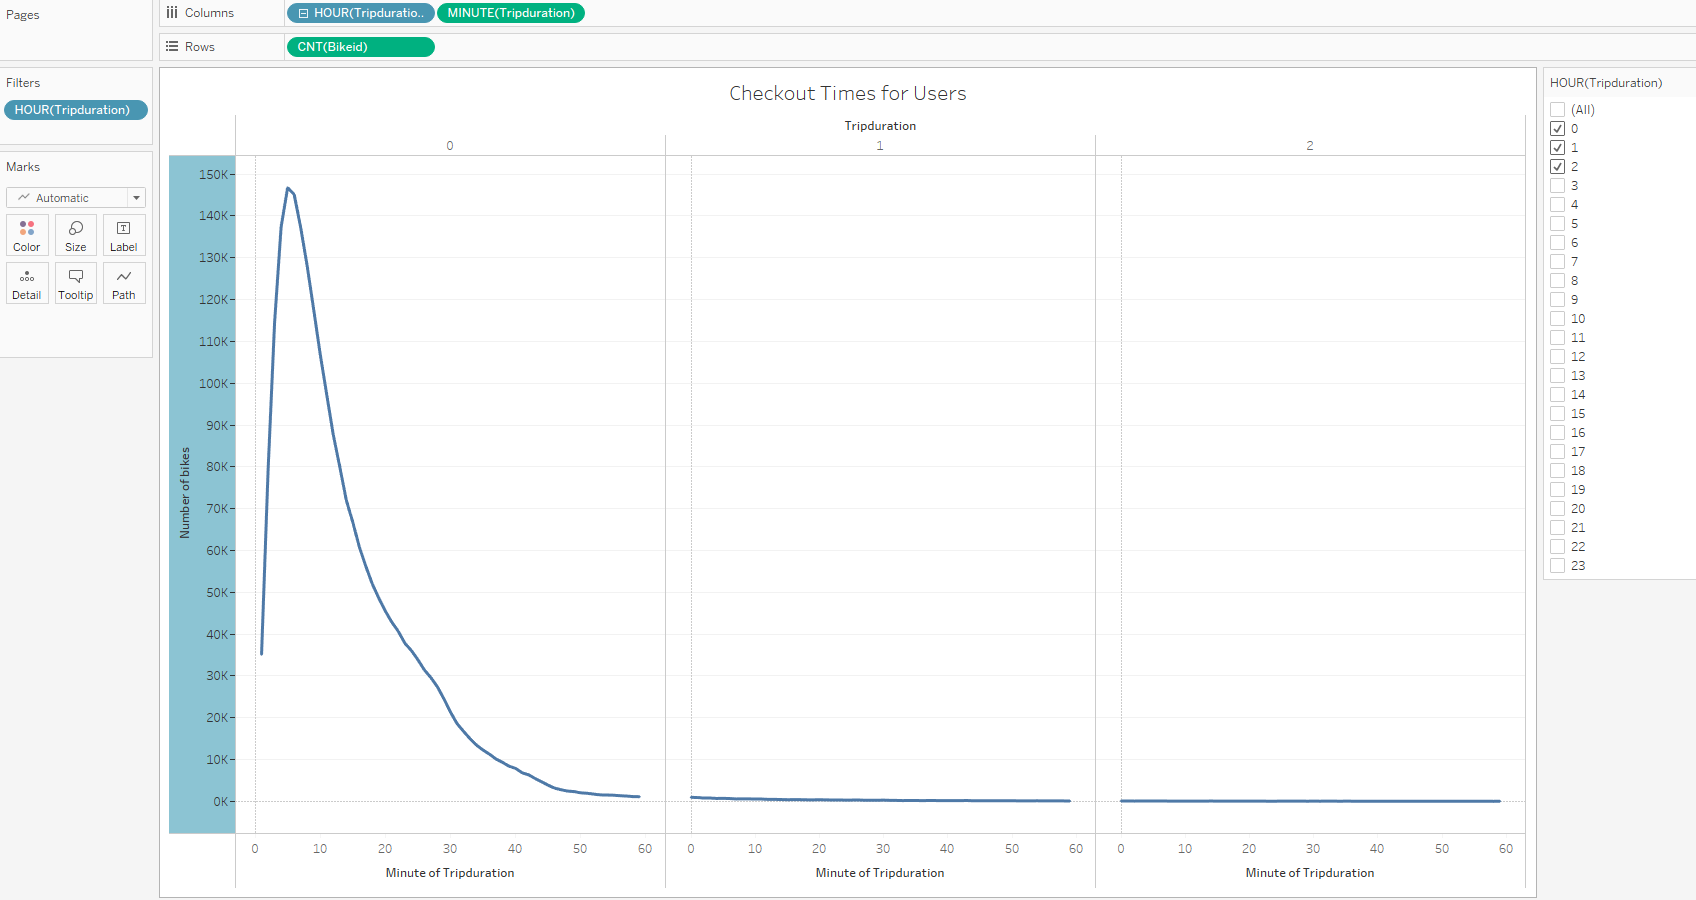 Pages
Columns
HOUR(Tripduratio..
MINUTE(Tripduration)
Rows
CNT(Bikeid)
Filters
HOUR(Tripduration)
Marks
Automatic
Color
Size
Label
Detail
Tooltip
Path
Checkout Times for Users
Tripduration
0
1
2
Number of bikes
150K
140K
130K
120K
110K
100K
90K
80K
70K
60K
50K
40K
30K
20K
10K
0K
0 10 20 30 40 50 60
Minute of Tripduration
0 10 20 30 40 50 60
Minute of Tripduration
0 10 20 30 40 50 60
Minute of Tripduration
HOUR(Tripduration)
(All)
0
1
2
3
4
5
6
7
8
9
10
11
12
13
14
15
16
17
18
19
20
21
22
23